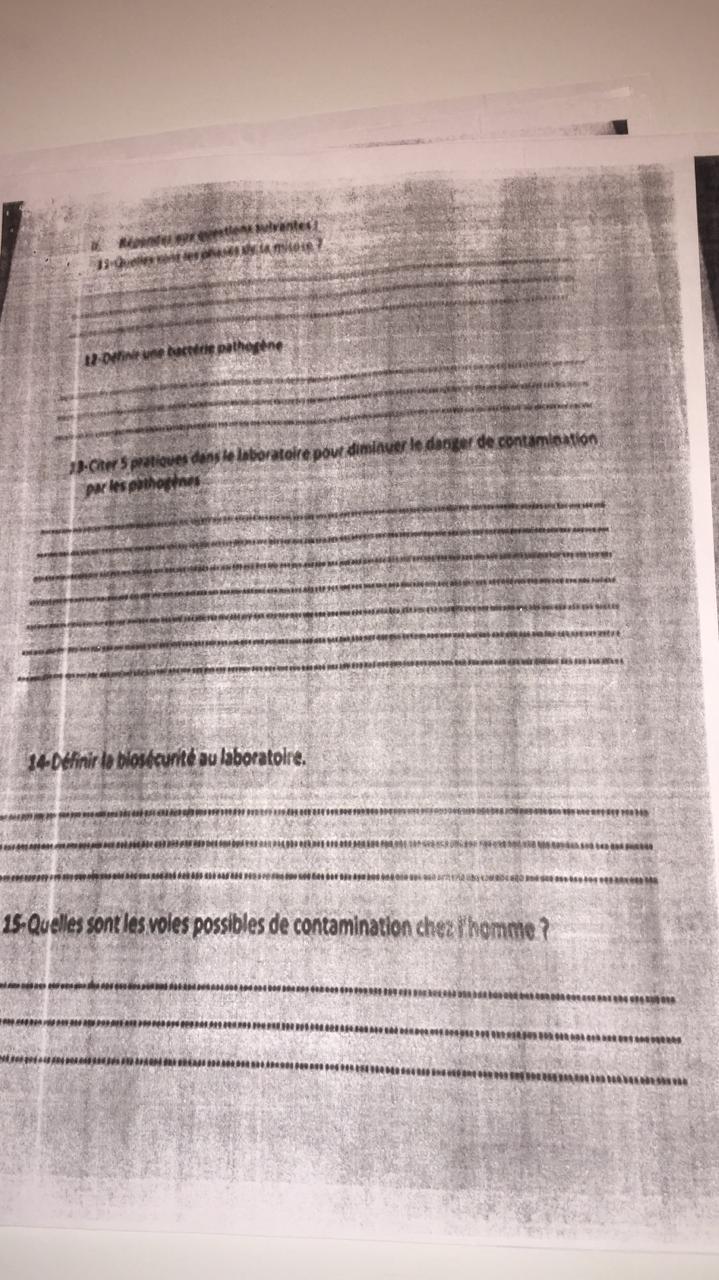 II. Répondez aux questions suivantes :
11-Quelles sont les phases de la mitose ?
12-Définir une bactérie pathogène
13-Citer 5 pratiques dans le laboratoire pour diminuer le danger de contamination
par les pathogènes
14-Définir la biosécurité au laboratoire.
15-Quelles sont les voies possibles de contamination chez l'homme ?